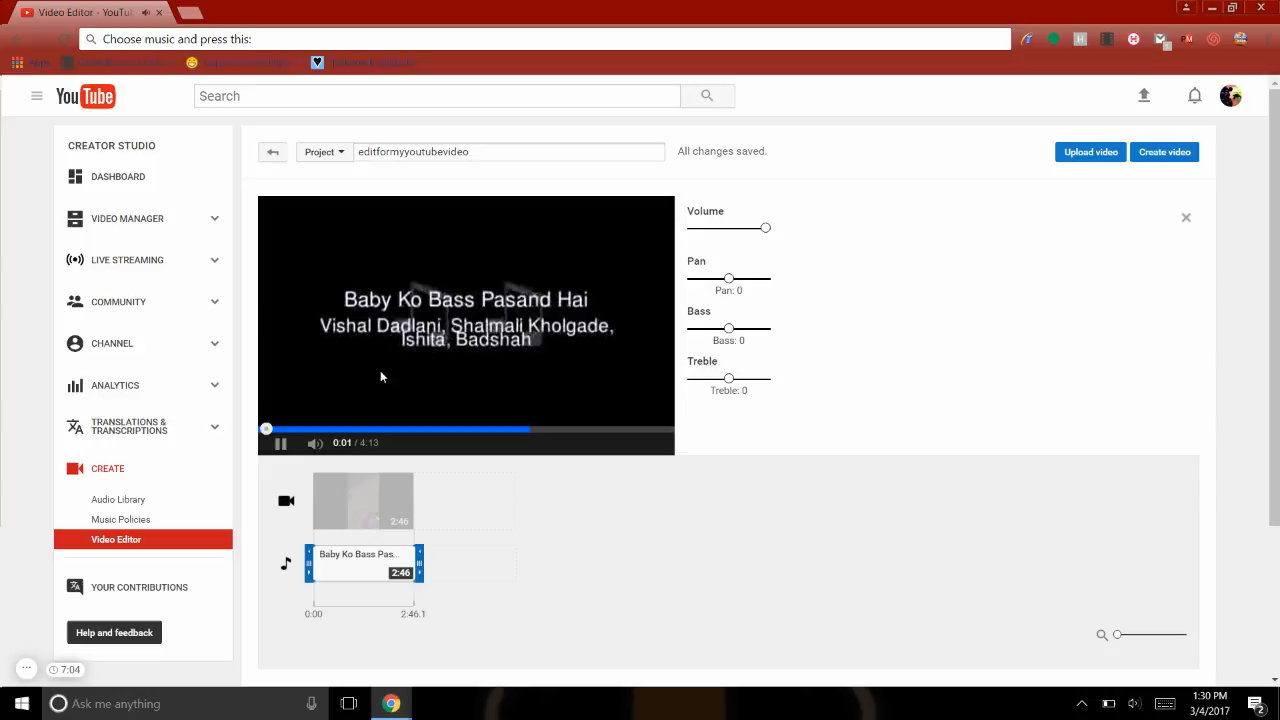 Video Editor - YouTu
Choose music and press this:
Apps
YouTube
Search
CREATOR STUDIO
DASHBOARD
VIDEO MANAGER
LIVE STREAMING
COMMUNITY
CHANNEL
ANALYTICS
TRANSLATIONS &
TRANSCRIPTIONS
CREATE
Audio Library
Music Policies
Video Editor
YOUR CONTRIBUTIONS
Help and feedback
7:04
Project
editformyyoutubevideo
All changes saved.
Upload video
Create video
Baby Ko Bass Pasand Hai
Vishal Dadlani, Shalmali Kholgade,
Ishita, Badshah
0:01 / 4:13
Volume
Pan
Pan: 0
Bass
Bass: 0
Treble
Treble: 0
2:46
Baby Ko Bass Pas...
2:46
0:00
2:46.1
Ask me anything
1:30 PM
3/4/2017
2